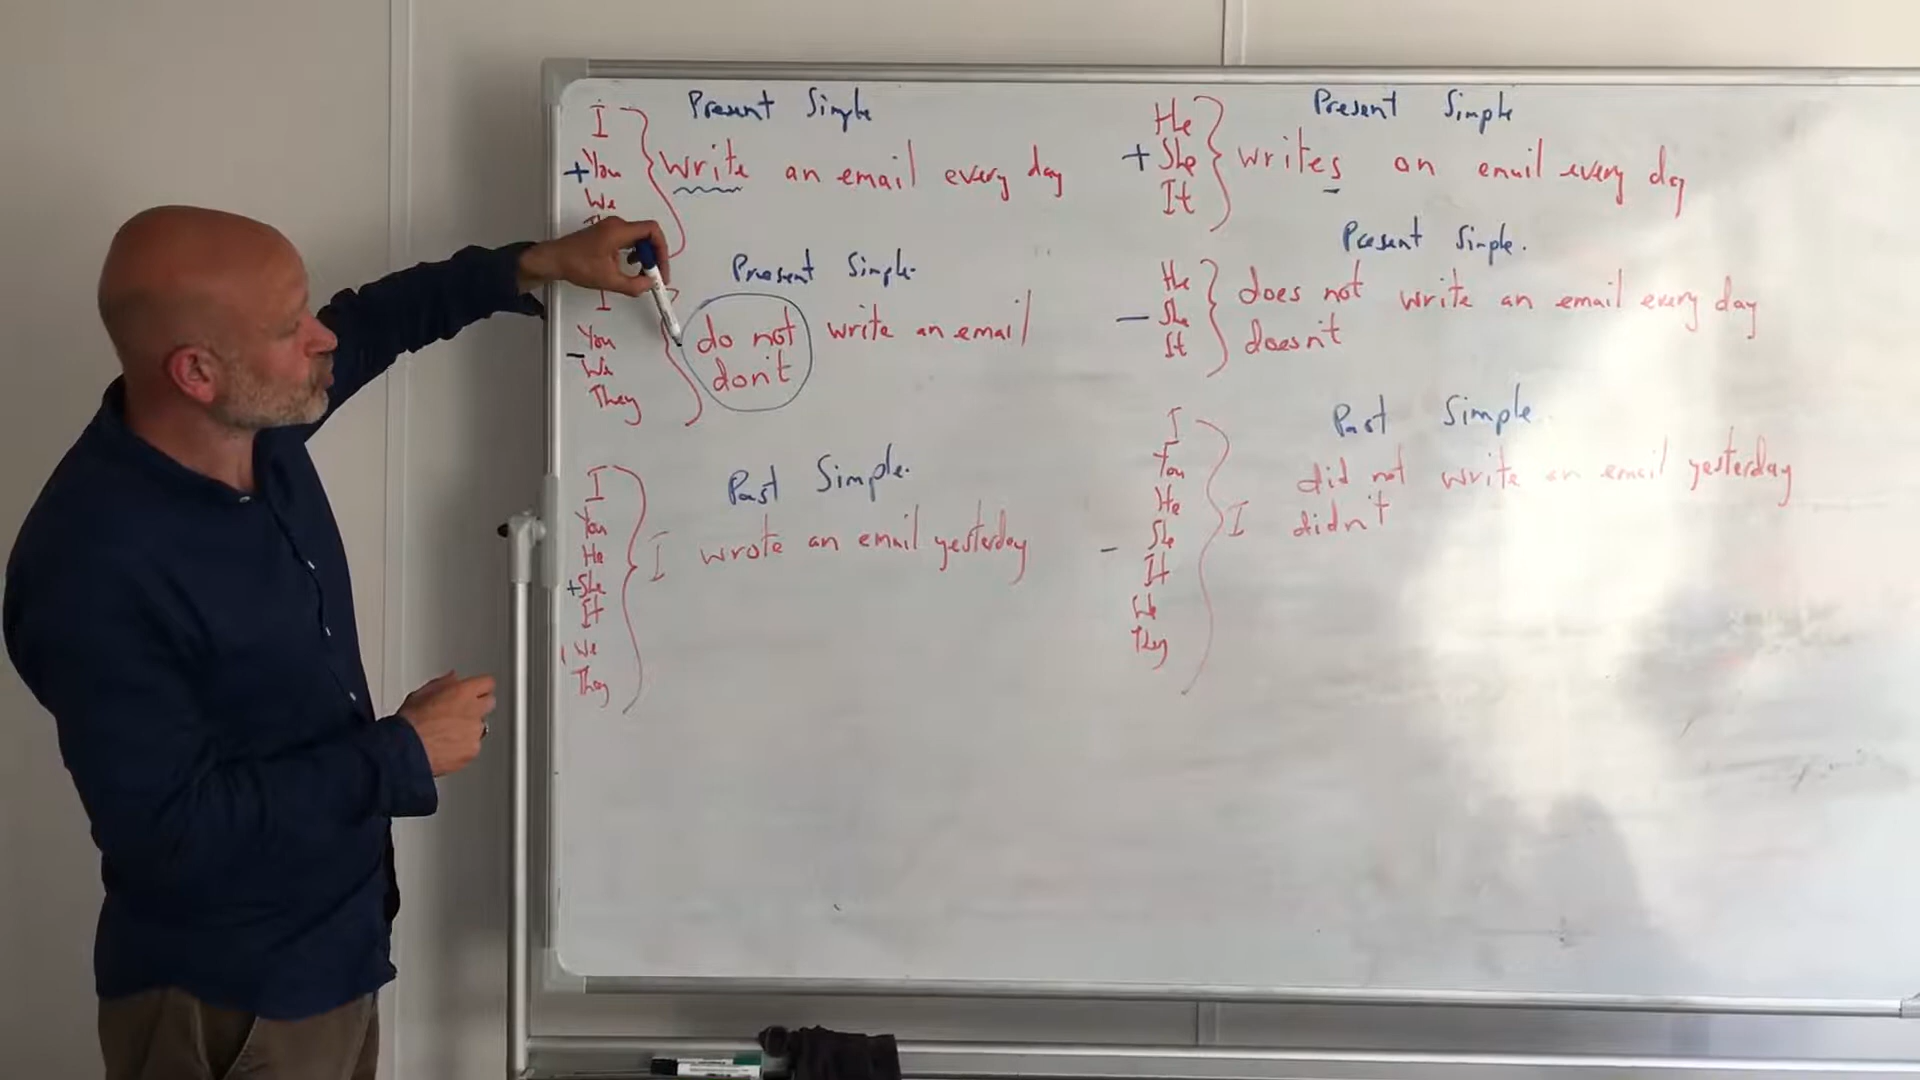 Present Simple
I
+ You
We
write an email every day
Present Simple
I
You
- We
They
do not write an email
don't
Past Simple.
I
You
He
+ She
It
We
They
I wrote an email yesterday
Present Simple
He
+ She
It
writes an email every day
Present Simple.
He
- She
It
does not write an email every day
doesn't
Past Simple.
I
You
He
- She
It
We
They
did not write an email yesterday
I didn't